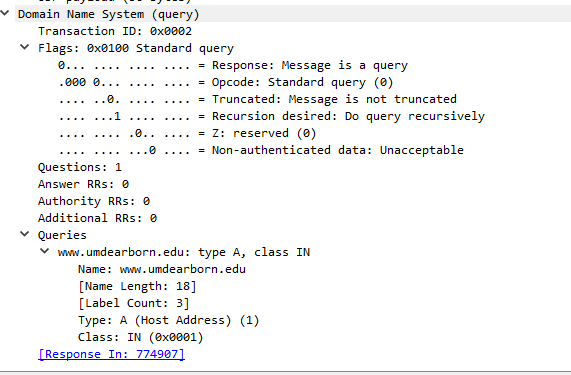 Domain Name System (query)
Transaction ID: 0x0002
Flags: 0x0100 Standard query
0... .... .... .... = Response: Message is a query
.000 0... .... .... = Opcode: Standard query (0)
.... ..0. .... .... = Truncated: Message is not truncated
.... ...1 .... .... = Recursion desired: Do query recursively
.... .... .0.. .... = Z: reserved (0)
.... .... ...0 .... = Non-authenticated data: Unacceptable
Questions: 1
Answer RRs: 0
Authority RRs: 0
Additional RRs: 0
Queries
www.umdearborn.edu: type A, class IN
Name: www.umdearborn.edu
[Name Length: 18]
[Label Count: 3]
Type: A (Host Address) (1)
Class: IN (0x0001)
[Response In: 774907]